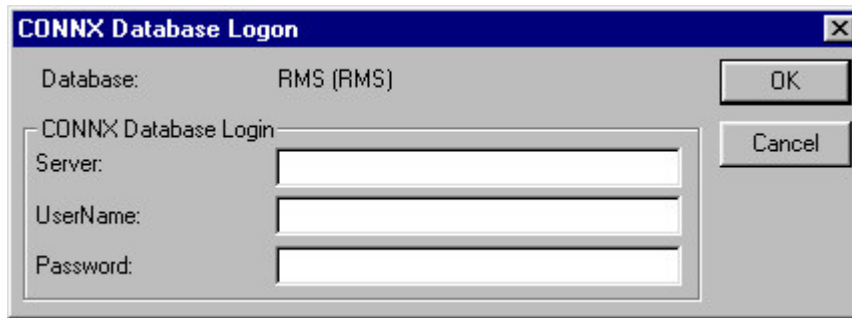 CONNX Database Logon
Database: RMS (RMS)
OK
CONNX Database Login
Cancel
Server:
UserName:
Password: